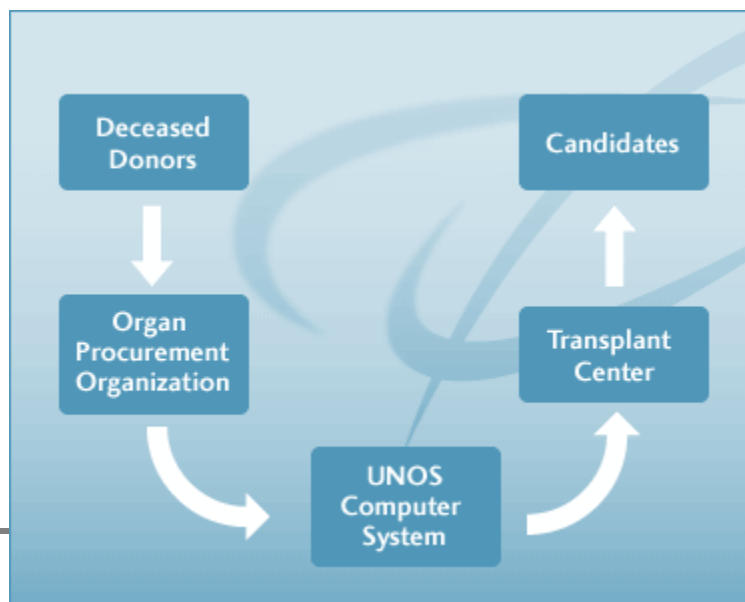 Deceased
Donors
Organ
Procurement
Organization
UNOS
Computer
System
Transplant
Center
Candidates